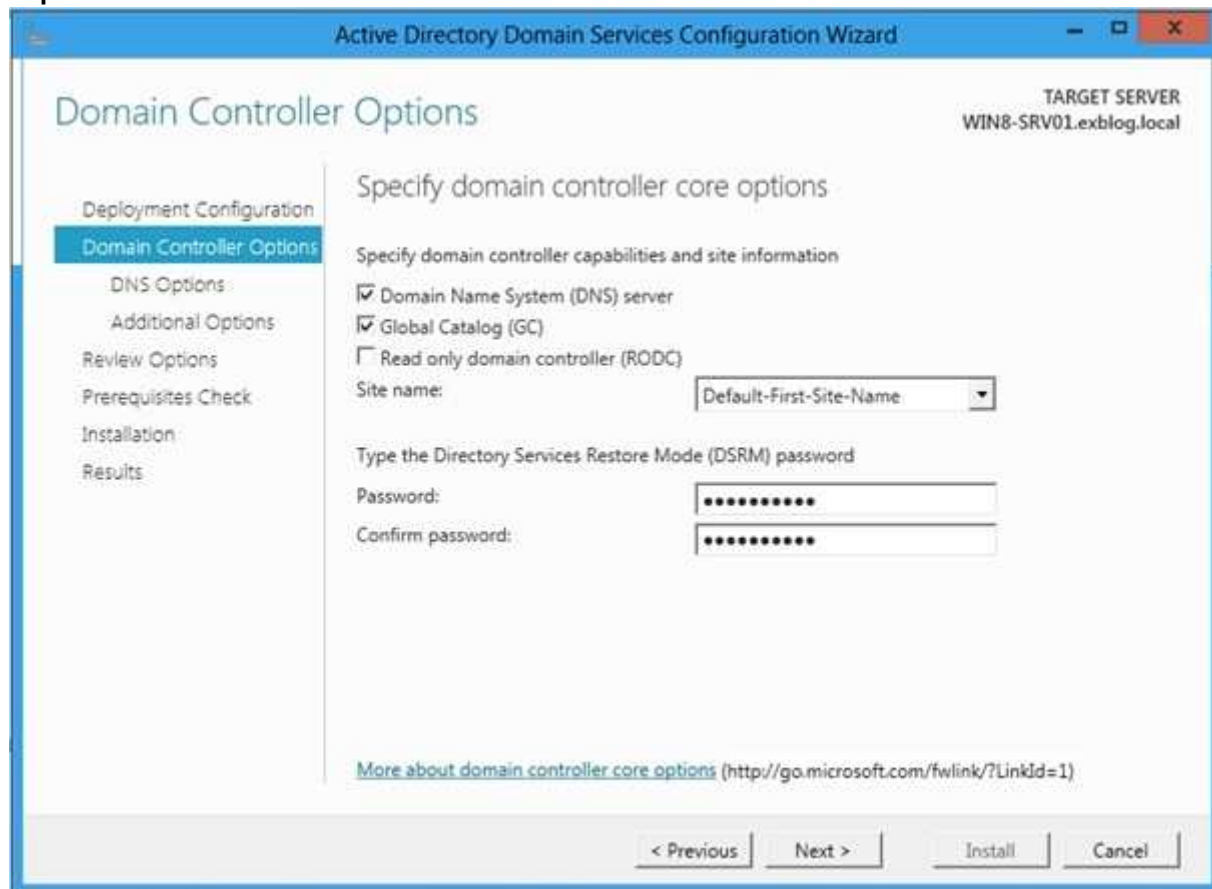 Active Directory Domain Services Configuration Wizard
Domain Controller Options
TARGET SERVER
WIN8-SRV01.exblog.local
Deployment Configuration
Domain Controller Options
DNS Options
Additional Options
Review Options
Prerequisites Check
Installation
Results
Specify domain controller core options
Specify domain controller capabilities and site information
Domain Name System (DNS) server
Global Catalog (GC)
Read only domain controller (RODC)
Site name:
Default-First-Site-Name
Type the Directory Services Restore Mode (DSRM) password
Password:
••••••••••
Confirm password:
••••••••••
More about domain controller core options (http://go.microsoft.com/fwlink/?LinkId=1)
< Previous
Next >
Install
Cancel